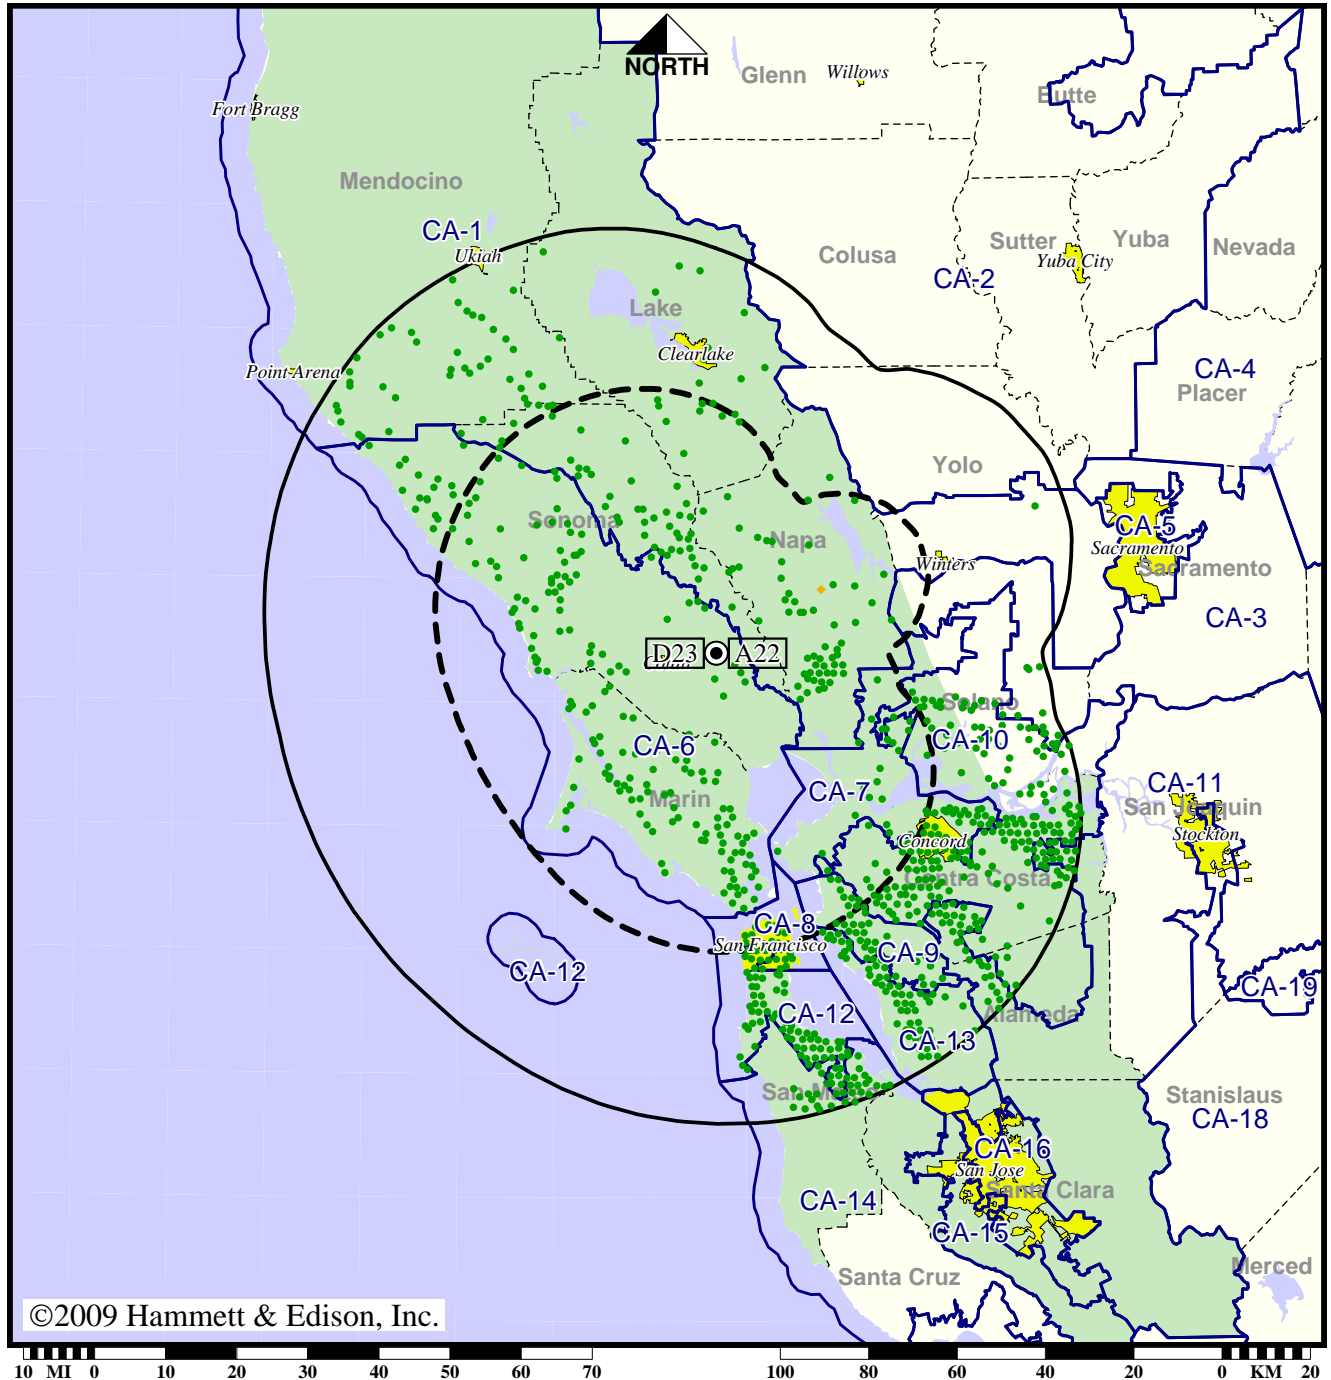 NORTH
Glenn
Willows
Butte
Fort Bragg
Mendocino
CA-1
Ukiah
Colusa
Sutter
Yuba
Nevada
Yuba City
CA-2
Lake
Clearlake
Point Arena
CA-4
Placer
Yolo
Sonoma
Napa
CA-5
Sacramento
Winters
Sacramento
CA-3
D23
A22
Solano
CA-10
CA-6
CA-7
Marin
CA-11
San Joaquin
Stockton
Concord
Contra Costa
CA-8
San Francisco
CA-9
CA-12
CA-19
CA-12
Alameda
CA-13
San Mateo
Stanislaus
CA-18
CA-16
San Jose
Santa Clara
CA-14
CA-15
Santa Cruz
Merced
©2009 Hammett & Edison, Inc.
10 MI 0 10 20 30 40 50 60 70 100 80 60 40 20 0 KM 20